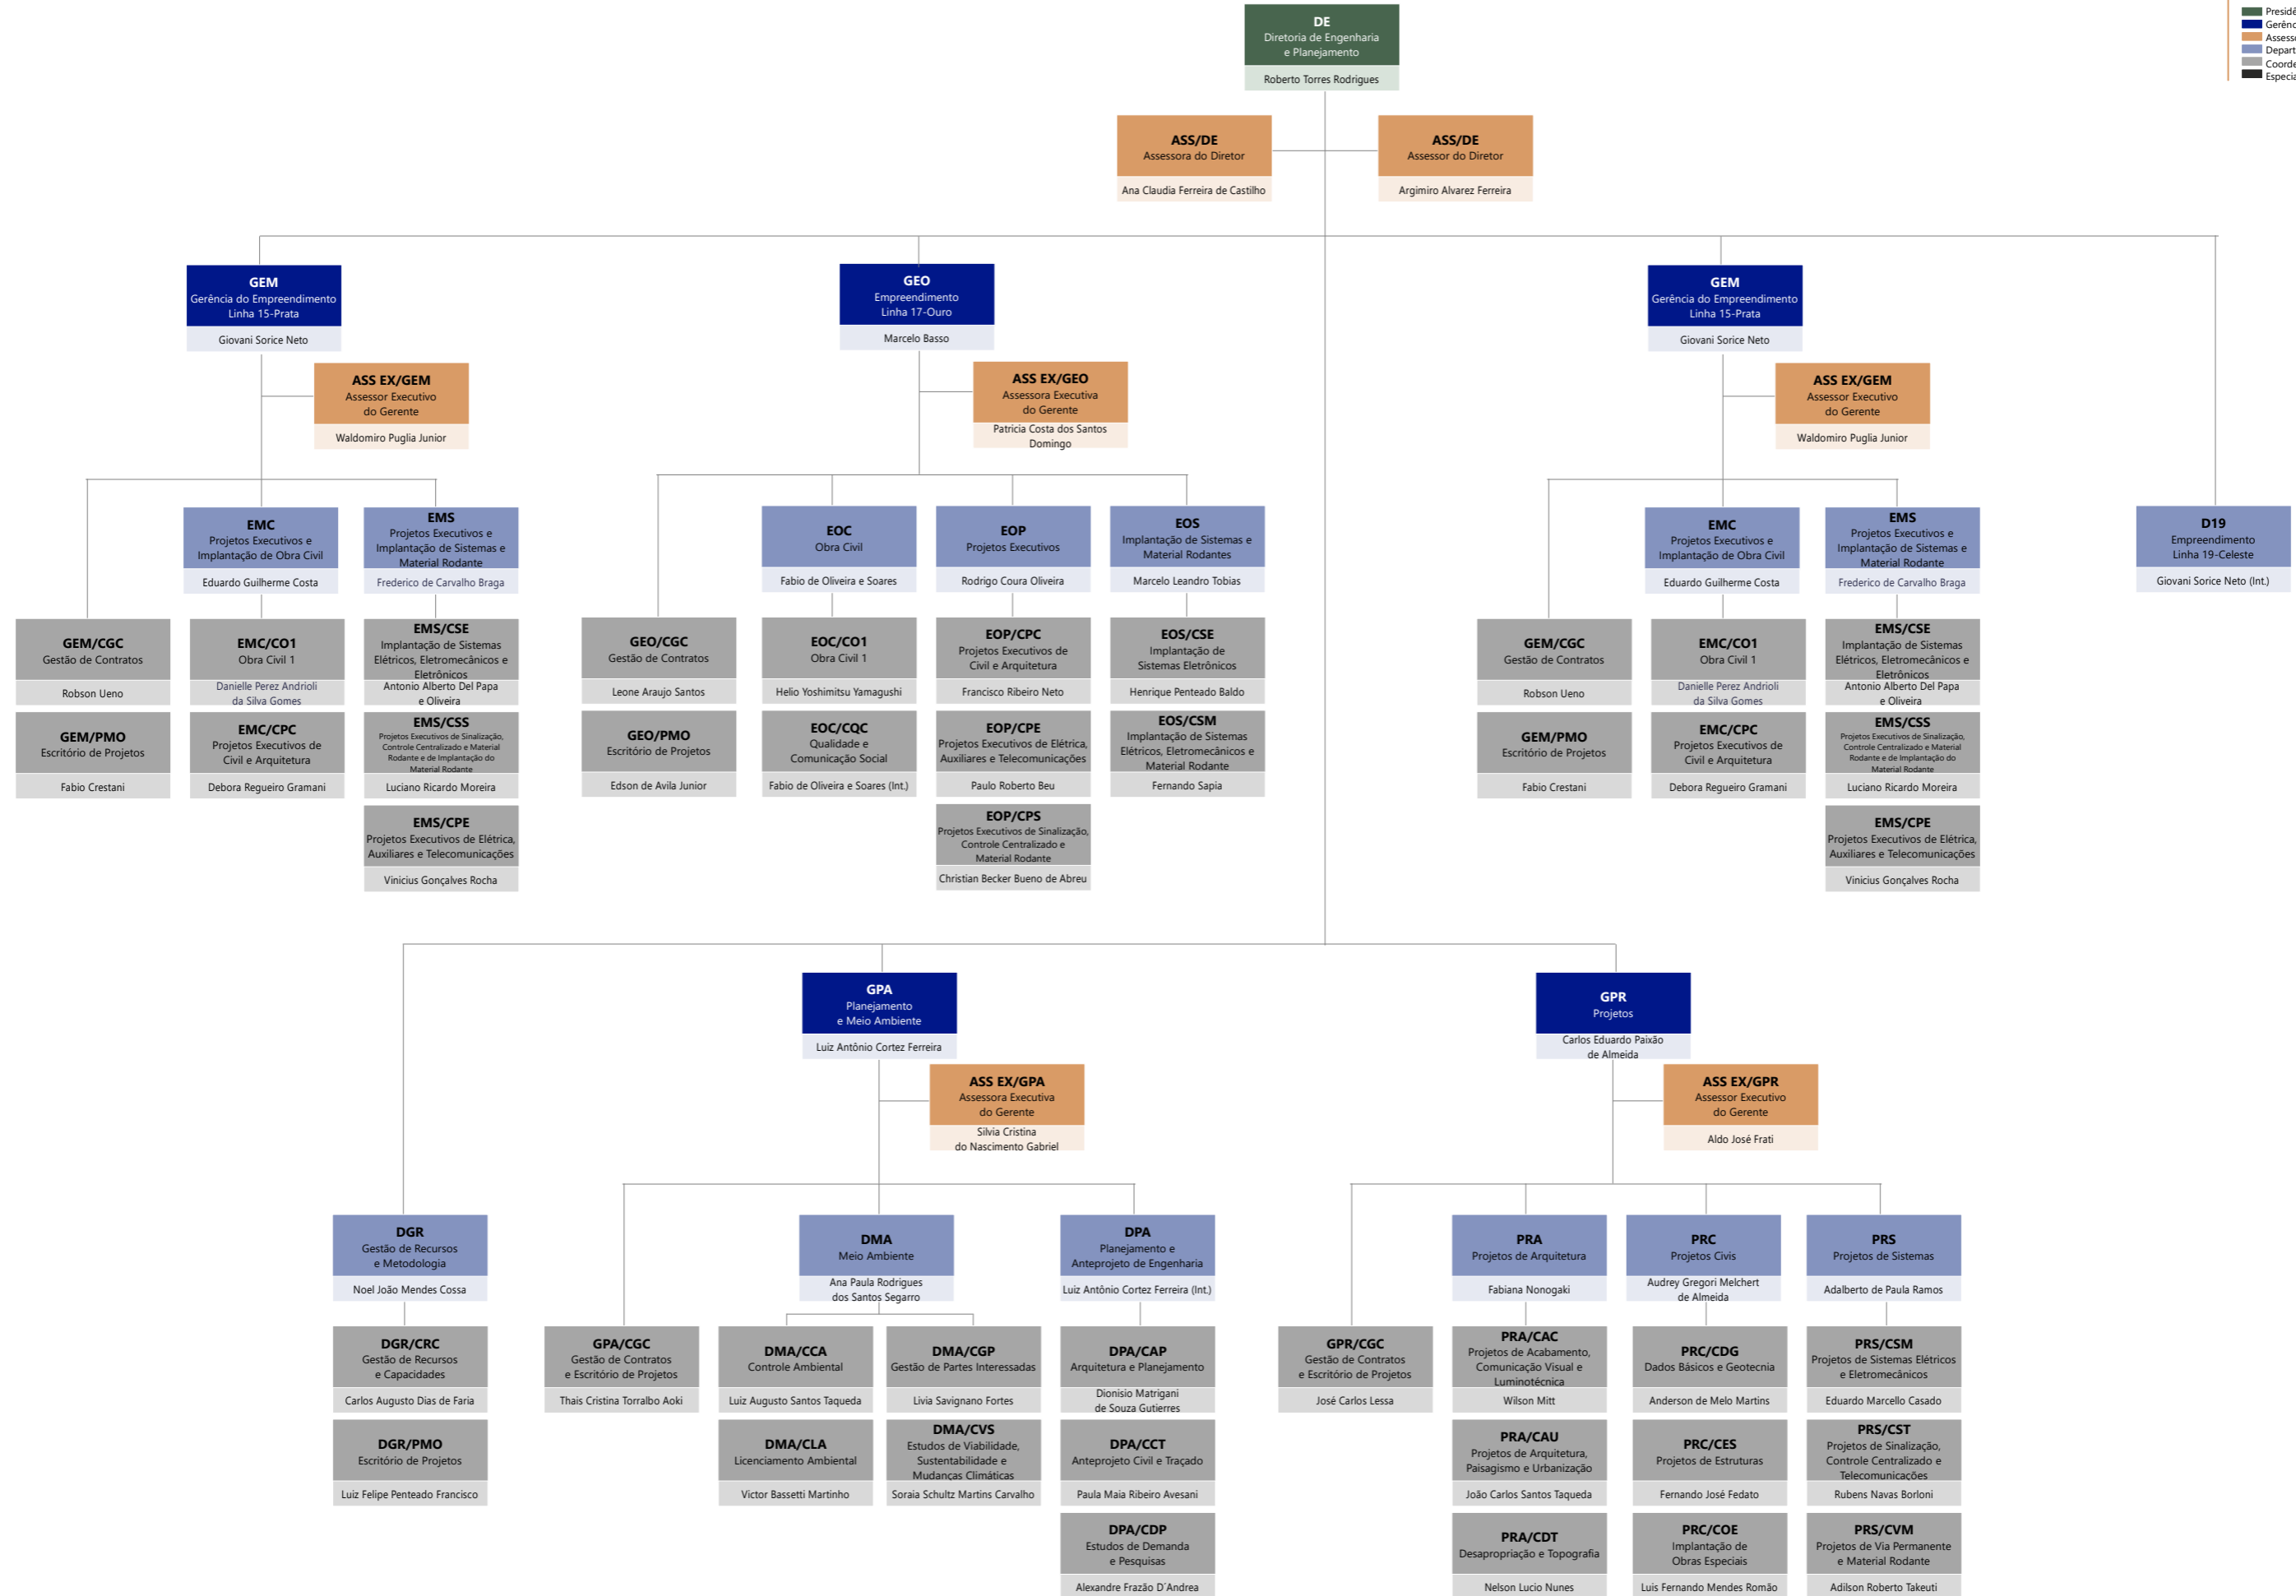 DE
Diretoria de Engenharia
e Planejamento
Roberto Torres Rodrigues
ASS/DE
Assessora do Diretor
Ana Claudia Ferreira de Castilho
ASS/DE
Assessor do Diretor
Argimiro Alvarez Ferreira
GEM
Gerência do Empreendimento
Linha 15-Prata
Giovani Sorice Neto
ASS EX/GEM
Assessor Executivo
do Gerente
Waldomiro Puglia Junior
EMC
Projetos Executivos e
Implantação de Obra Civil
Eduardo Guilherme Costa
EMS
Projetos Executivos e
Implantação de Sistemas e
Material Rodante
Frederico de Carvalho Braga
GEM/CGC
Gestão de Contratos
Robson Ueno
GEM/PMO
Escritório de Projetos
Fabio Crestani
EMC/CO1
Obra Civil 1
Danielle Perez Andrioli
da Silva Gomes
EMC/CPC
Projetos Executivos de
Civil e Arquitetura
Debora Regueiro Gramani
EMS/CSE
Implantação de Sistemas
Elétricos, Eletromecânicos e
Eletrônicos
Antonio Alberto Del Papa
e Oliveira
EMS/CSS
Projetos Executivos de Sinalização,
Controle Centralizado e Material
Rodante e de Implantação do
Material Rodante
Luciano Ricardo Moreira
EMS/CPE
Projetos Executivos de Elétrica,
Auxiliares e Telecomunicações
Vinicius Gonçalves Rocha
GEO
Empreendimento
Linha 17-Ouro
Marcelo Basso
ASS EX/GEO
Assessora Executiva
do Gerente
Patricia Costa dos Santos
Domingo
EOC
Obra Civil
Fabio de Oliveira e Soares
EOP
Projetos Executivos
Rodrigo Coura Oliveira
EOS
Implantação de Sistemas e
Material Rodantes
Marcelo Leandro Tobias
GEO/CGC
Gestão de Contratos
Leone Araujo Santos
GEO/PMO
Escritório de Projetos
Edson de Avila Junior
EOC/CO1
Obra Civil 1
Helio Yoshimitsu Yamagushi
EOC/CQC
Qualidade e
Comunicação Social
Fabio de Oliveira e Soares (Int.)
EOP/CPC
Projetos Executivos de
Civil e Arquitetura
Francisco Ribeiro Neto
EOP/CPE
Projetos Executivos de Elétrica,
Auxiliares e Telecomunicações
Paulo Roberto Beu
EOP/CPS
Projetos Executivos de Sinalização,
Controle Centralizado e
Material Rodante
Christian Becker Bueno de Abreu
EOS/CSE
Implantação de
Sistemas Eletrônicos
Henrique Penteado Baldo
EOS/CSM
Implantação de Sistemas
Elétricos, Eletromecânicos e
Material Rodante
Fernando Sapia
GEM
Gerência do Empreendimento
Linha 15-Prata
Giovani Sorice Neto
ASS EX/GEM
Assessor Executivo
do Gerente
Waldomiro Puglia Junior
EMC
Projetos Executivos e
Implantação de Obra Civil
Eduardo Guilherme Costa
EMS
Projetos Executivos e
Implantação de Sistemas e
Material Rodante
Frederico de Carvalho Braga
GEM/CGC
Gestão de Contratos
Robson Ueno
GEM/PMO
Escritório de Projetos
Fabio Crestani
EMC/CO1
Obra Civil 1
Danielle Perez Andrioli
da Silva Gomes
EMC/CPC
Projetos Executivos de
Civil e Arquitetura
Debora Regueiro Gramani
EMS/CSE
Implantação de Sistemas
Elétricos, Eletromecânicos e
Eletrônicos
Antonio Alberto Del Papa
e Oliveira
EMS/CSS
Projetos Executivos de Sinalização,
Controle Centralizado e Material
Rodante e de Implantação do
Material Rodante
Luciano Ricardo Moreira
EMS/CPE
Projetos Executivos de Elétrica,
Auxiliares e Telecomunicações
Vinicius Gonçalves Rocha
D19
Empreendimento
Linha 19-Celeste
Giovani Sorice Neto (Int.)
GPA
Planejamento
e Meio Ambiente
Luiz Antônio Cortez Ferreira
ASS EX/GPA
Assessora Executiva
do Gerente
Silvia Cristina
do Nascimento Gabriel
DGR
Gestão de Recursos
e Metodologia
Noel João Mendes Cossa
DGR/CRC
Gestão de Recursos
e Capacidades
Carlos Augusto Dias de Faria
DGR/PMO
Escritório de Projetos
Luiz Felipe Penteado Francisco
GPA/CGC
Gestão de Contratos
e Escritório de Projetos
Thais Cristina Torralbo Aoki
DMA
Meio Ambiente
Ana Paula Rodrigues
dos Santos Segarro
DMA/CCA
Controle Ambiental
Luiz Augusto Santos Taqueda
DMA/CLA
Licenciamento Ambiental
Victor Bassetti Martinho
DMA/CGP
Gestão de Partes Interessadas
Livia Savignano Fortes
DMA/CVS
Estudos de Viabilidade,
Sustentabilidade e
Mudanças Climáticas
Soraia Schultz Martins Carvalho
DPA
Planejamento e
Anteprojeto de Engenharia
Luiz Antônio Cortez Ferreira (Int.)
DPA/CAP
Arquitetura e Planejamento
Dionisio Matrigani
de Souza Gutierres
DPA/CCT
Anteprojeto Civil e Traçado
Paula Maia Ribeiro Avesani
DPA/CDP
Estudos de Demanda
e Pesquisas
Alexandre Frazão D´Andrea
GPR
Projetos
Carlos Eduardo Paixão
de Almeida
ASS EX/GPR
Assessor Executivo
do Gerente
Aldo José Frati
GPR/CGC
Gestão de Contratos
e Escritório de Projetos
José Carlos Lessa
PRA
Projetos de Arquitetura
Fabiana Nonogaki
PRA/CAC
Projetos de Acabamento,
Comunicação Visual e
Luminotécnica
Wilson Mitt
PRA/CAU
Projetos de Arquitetura,
Paisagismo e Urbanização
João Carlos Santos Taqueda
PRA/CDT
Desapropriação e Topografia
Nelson Lucio Nunes
PRC
Projetos Civis
Audrey Gregori Melchert
de Almeida
PRC/CDG
Dados Básicos e Geotecnia
Anderson de Melo Martins
PRC/CES
Projetos de Estruturas
Fernando José Fedato
PRC/COE
Implantação de
Obras Especiais
Luis Fernando Mendes Romão
PRS
Projetos de Sistemas
Adalberto de Paula Ramos
PRS/CSM
Projetos de Sistemas Elétricos
e Eletromecânicos
Eduardo Marcello Casado
PRS/CST
Projetos de Sinalização,
Controle Centralizado e
Telecomunicações
Rubens Navas Borloni
PRS/CVM
Projetos de Via Permanente
e Material Rodante
Adilson Roberto Takeuti